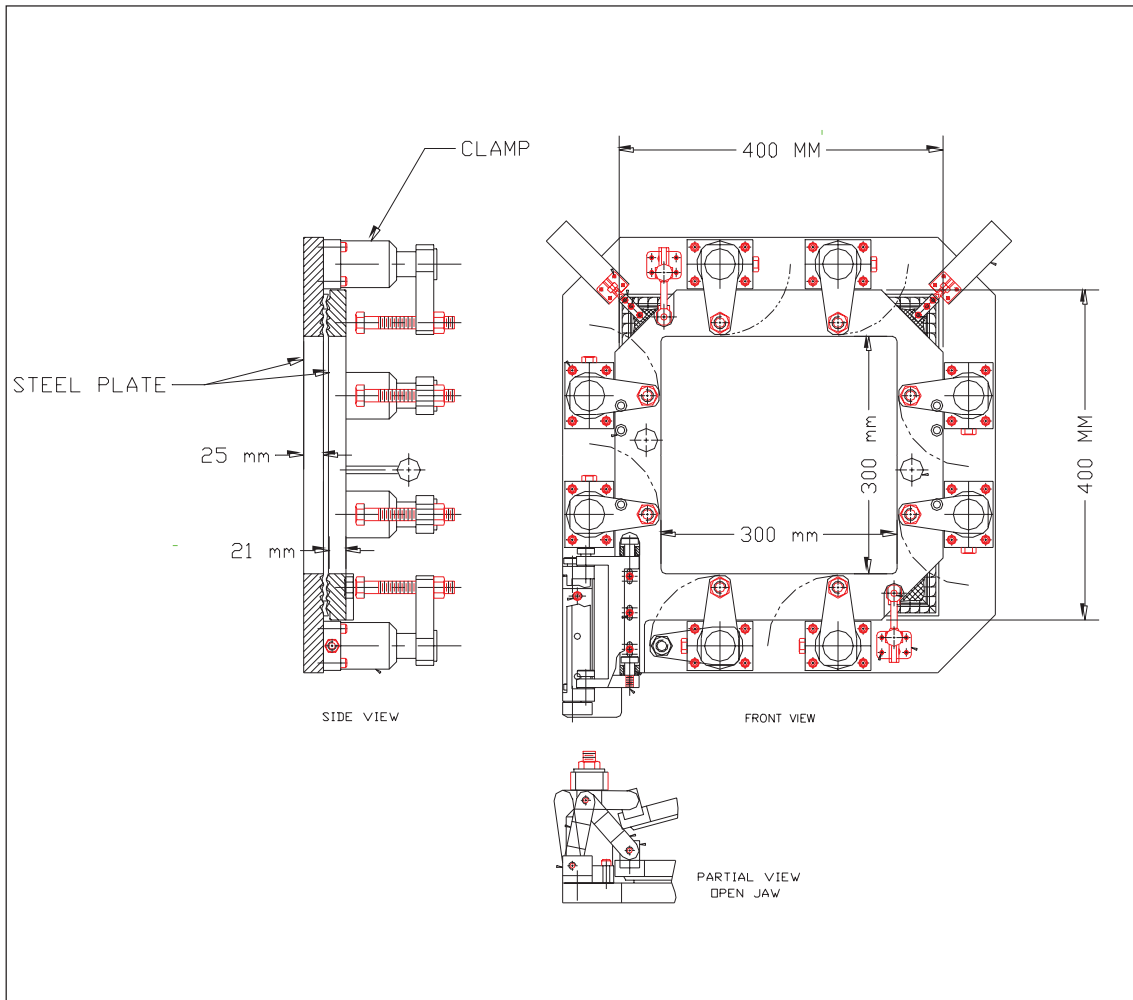 CLAMP
400 MM
STEEL PLATE
25 mm
300 mm
400 MM
300 mm
21 mm
SIDE VIEW
FRONT VIEW
PARTIAL VIEW
OPEN JAW